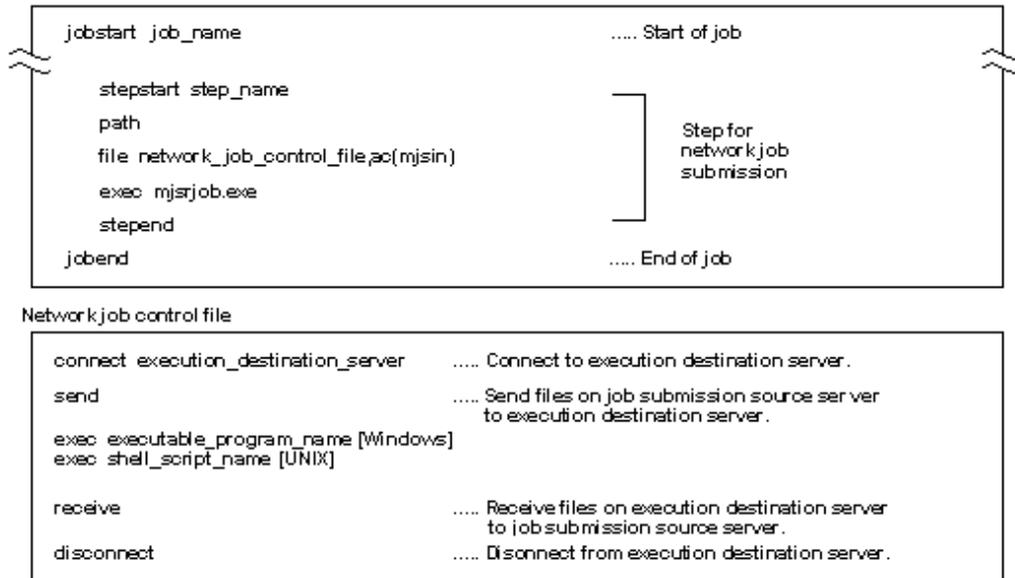 jobstart job_name ..... Start of job
stepstart step_name
path
file network_job_control_file,ac(mjsin)
exec mjsrjob.exe
stepend
Step for
network job
submission
jobend ..... End of job
Network job control file
connect execution_destination_server ..... Connect to execution destination server.
send ..... Send files on job submission source server
to execution destination server.
exec executable_program_name [Windows]
exec shell_script_name [UNIX]
receive ..... Receive files on execution destination server
to job submission source server.
disconnect ..... Disonnect from execution destination server.